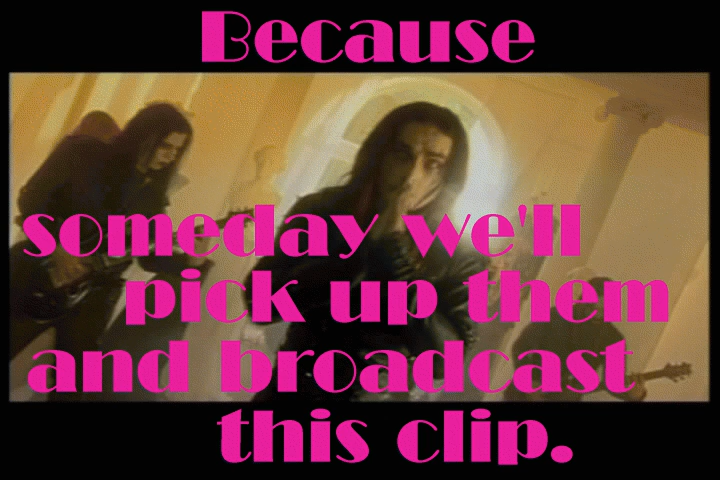 Because
someday we'll
pick up them
and broadcast
this clip.